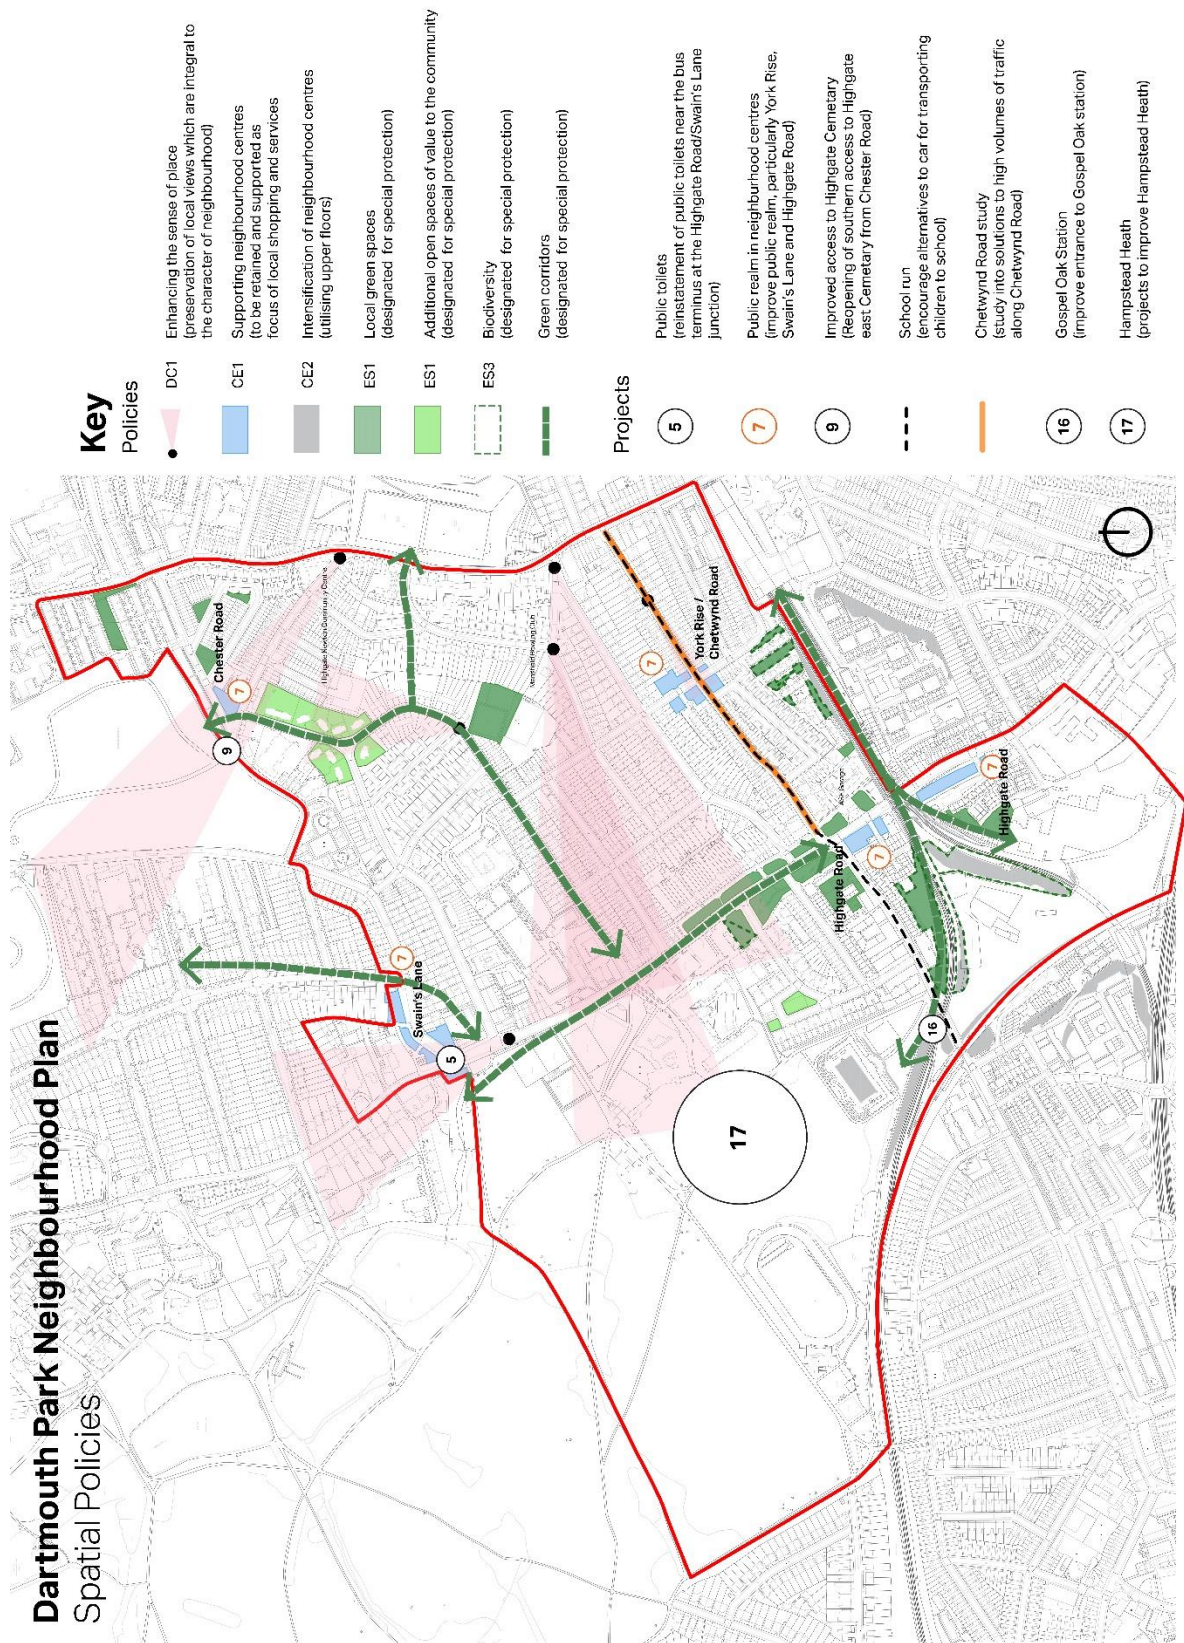 Dartmouth Park Neighbourhood Plan
Spatial Policies
Key
Policies
DC1
Enhancing the sense of place
(preservation of local views which are integral to
the character of neighbourhood)
CE1
Supporting neighbourhood centres
(to be retained and supported as
focus of local shopping and services
CE2
Intensification of neighbourhood centres
(utilising upper floors)
ES1
Local green spaces
(designated for special protection)
ES1
Additional open spaces of value to the community
(designated for special protection)
ES3
Biodiversity
(designated for special protection)
Green corridors
(designated for special protection)
Projects
5
Public toilets
(reinstatement of public toilets near the bus
terminus at the Highgate Road/Swain's Lane
junction)
7
Public realm in neighbourhood centres
(improve public realm, particularly York Rise,
Swain's Lane and Highgate Road)
9
Improved access to Highgate Cemetary
(Reopening of southern access to Highgate
east Cemetary from Chester Road)
School run
(encourage alternatives to car for transporting
children to school)
Chetwynd Road study
(study into solutions to high volumes of traffic
along Chetwynd Road)
16
Gospel Oak Station
(improve entrance to Gospel Oak station)
17
Hampstead Heath
(projects to improve Hampstead Heath)
Chester Road
7
9
Highgate Newton Community Centre
Swain's Lane
7
5
York Rise /
Chetwynd Road
7
Highgate Road
7
Highgate Road
7
16
17